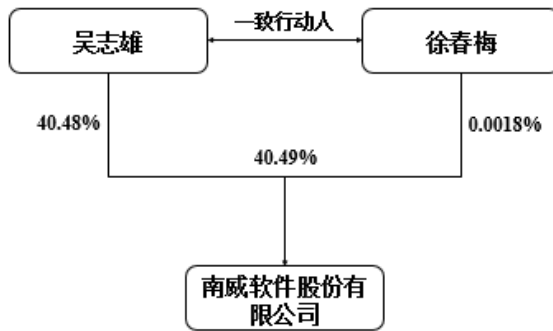 一致行动人
吴志雄
徐春梅
40.48%
0.0018%
40.49%
南威软件股份有
限公司